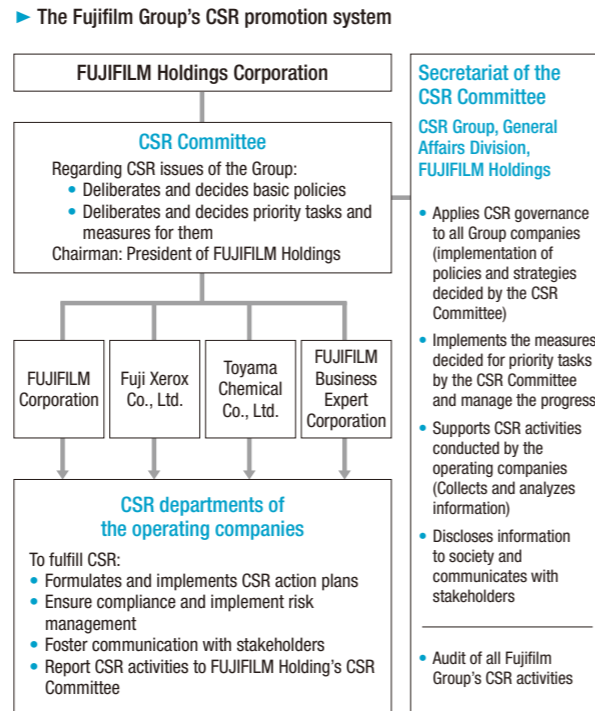 ► The Fujifilm Group's CSR promotion system
FUJIFILM Holdings Corporation
CSR Committee
Regarding CSR issues of the Group:
• Deliberates and decides basic policies
• Deliberates and decides priority tasks and
measures for them
Chairman: President of FUJIFILM Holdings
FUJIFILM
Corporation
Fuji Xerox
Co., Ltd.
Toyama
Chemical
Co., Ltd.
FUJIFILM
Business
Expert
Corporation
CSR departments of
the operating companies
To fulfill CSR:
• Formulates and implements CSR action plans
• Ensure compliance and implement risk
management
• Foster communication with stakeholders
• Report CSR activities to FUJIFILM Holding's CSR
Committee
Secretariat of the
CSR Committee
CSR Group, General
Affairs Division,
FUJIFILM Holdings
• Applies CSR governance
to all Group companies
(implementation of
policies and strategies
decided by the CSR
Committee)
• Implements the measures
decided for priority tasks
by the CSR Committee
and manage the progress
• Supports CSR activities
conducted by the
operating companies
(Collects and analyzes
information)
• Discloses information
to society and
communicates with
stakeholders
• Audit of all Fujifilm
Group's CSR activities